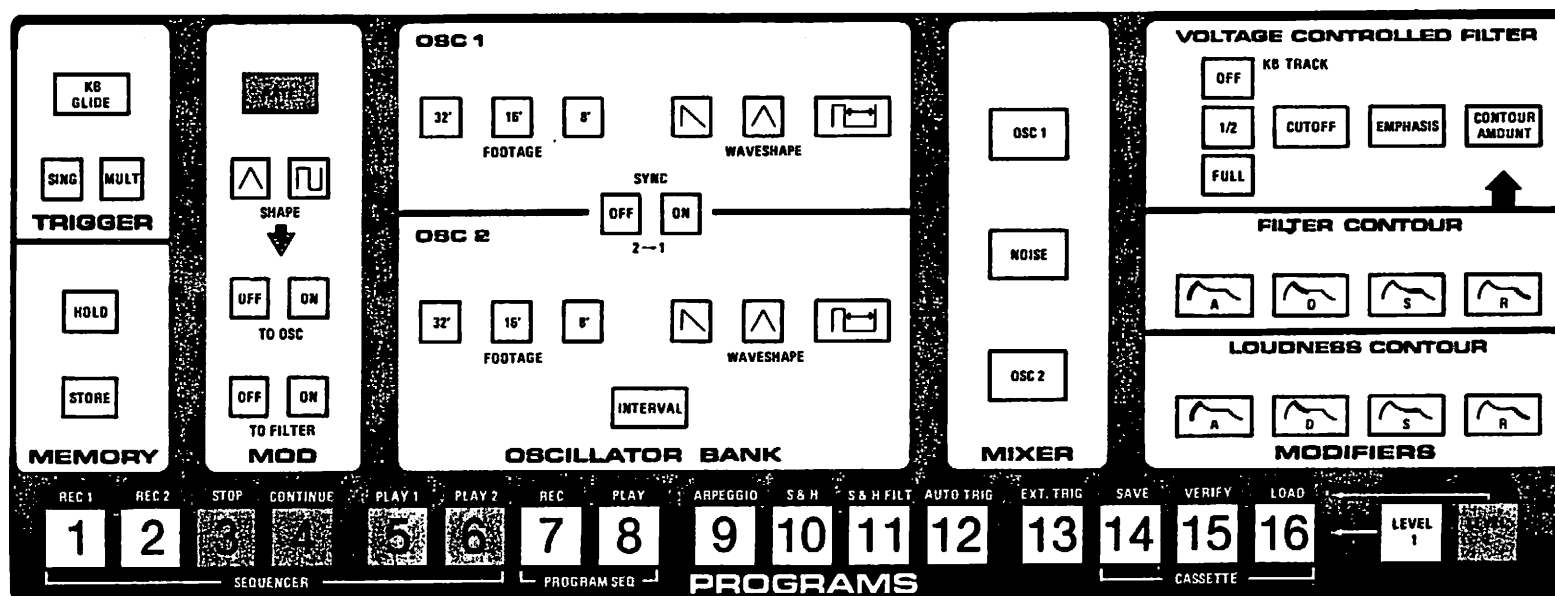 KB GLIDE
SING MULT
TRIGGER
HOLD
STORE
MEMORY
SHAPE
OFF ON
TO OSC
OFF ON
TO FILTER
MOD
OSC 1
32' 16' 8'
FOOTAGE WAVESHAPE
SYNC
OFF ON
2→1
OSC 2
32' 16' 8'
FOOTAGE WAVESHAPE
INTERVAL
OSCILLATOR BANK
OSC 1
NOISE
OSC 2
MIXER
VOLTAGE CONTROLLED FILTER
KB TRACK
OFF
1/2
FULL
CUTOFF
EMPHASIS
CONTOUR AMOUNT
FILTER CONTOUR
A D S R
LOUDNESS CONTOUR
A D S R
MODIFIERS
REC 1 REC 2 STOP CONTINUE PLAY 1 PLAY 2 REC PLAY ARPEGGIO S & H S & H FILT AUTO TRIG EXT. TRIG SAVE VERIFY LOAD
1 2 3 4 5 6 7 8 9 10 11 12 13 14 15 16
LEVEL 1
SEQUENCER PROGRAM SEQ PROGRAMS CASSETTE